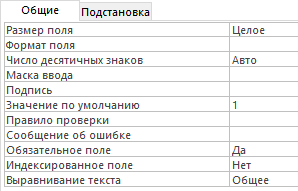 Общие Подстановка
Размер поля Целое
Формат поля
Число десятичных знаков Авто
Маска ввода
Подпись
Значение по умолчанию 1
Правило проверки
Сообщение об ошибке
Обязательное поле Да
Индексированное поле Нет
Выравнивание текста Общее